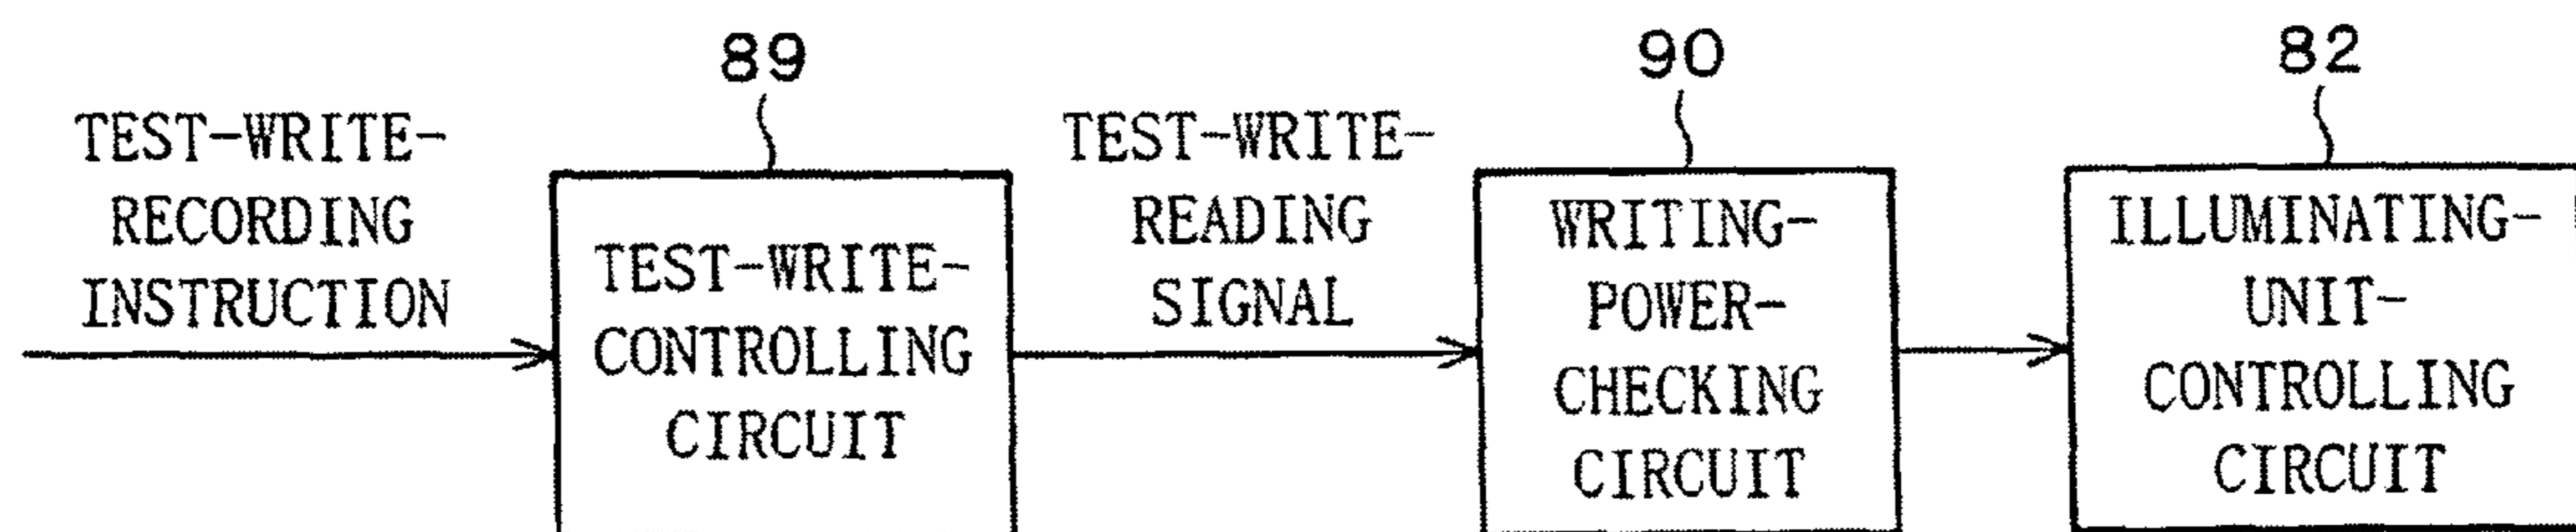 89
90
82
TEST-WRITE-
RECORDING
INSTRUCTION
TEST-WRITE-
CONTROLLING
CIRCUIT
TEST-WRITE-
READING
SIGNAL
WRITING-
POWER-
CHECKING
CIRCUIT
ILLUMINATING-
UNIT-
CONTROLLING
CIRCUIT